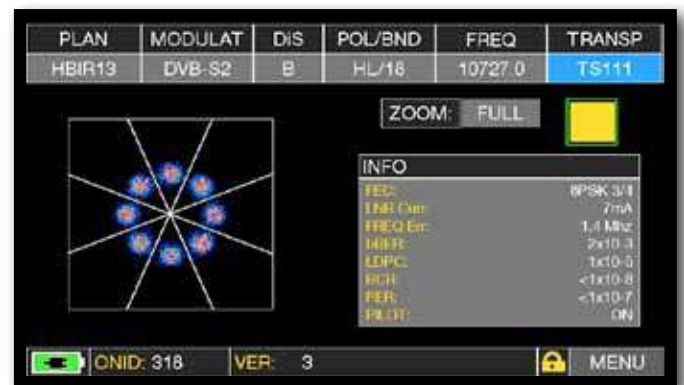 PLAN MODULAT DiS POL/BND FREQ TRANSP
HBIR13 DVB-S2 B HL/18 10727.0 TS111
ZOOM: FULL
INFO
FEC: 8PSK 3/4
LNB Curr: 7mA
FREQ Err: 1.4 Mhz
bBER: 2x10-3
LDPC: 1x10-5
BCH: <1x10-8
PER: <1x10-7
PILOT: ON
ONID: 318 VER: 3
MENU